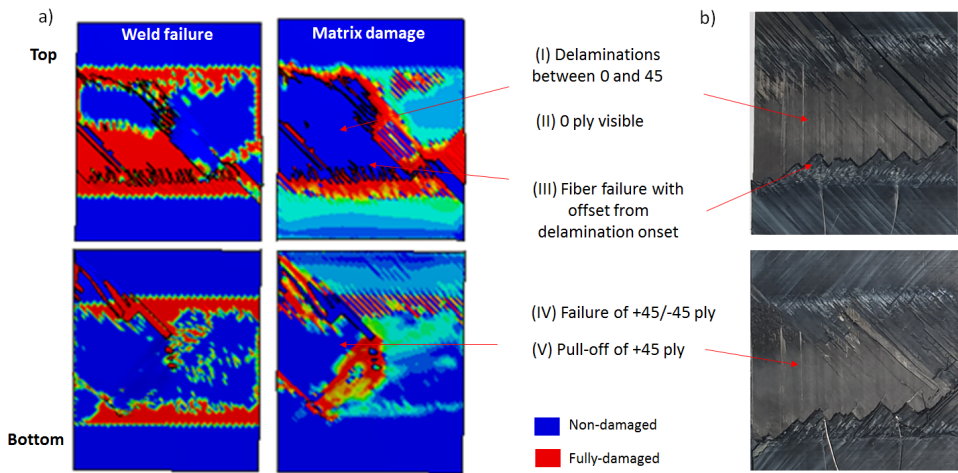 a)
b)
Weld failure
Matrix damage
Top
(I) Delaminations
between 0 and 45
(II) 0 ply visible
(III) Fiber failure with
offset from
delamination onset
(IV) Failure of +45/-45 ply
(V) Pull-off of +45 ply
Bottom
Non-damaged
Fully-damaged